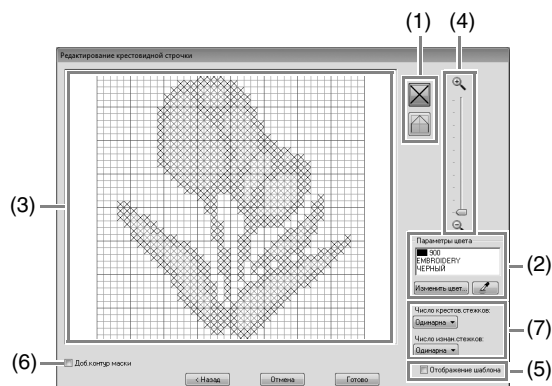 (1)
(4)
Редактирование крестовидной строчки
(3)
Параметры цвета
900
EMBROIDERY
ЧЕРНЫЙ
(2)
Изменить цвет...
Число крестов.стежков:
Одинарна
(7)
Число изнан.стежков:
Одинарна
(6)
Доб.контур маски
Отображение шаблона
(5)
< Назад
Отмена
Готово